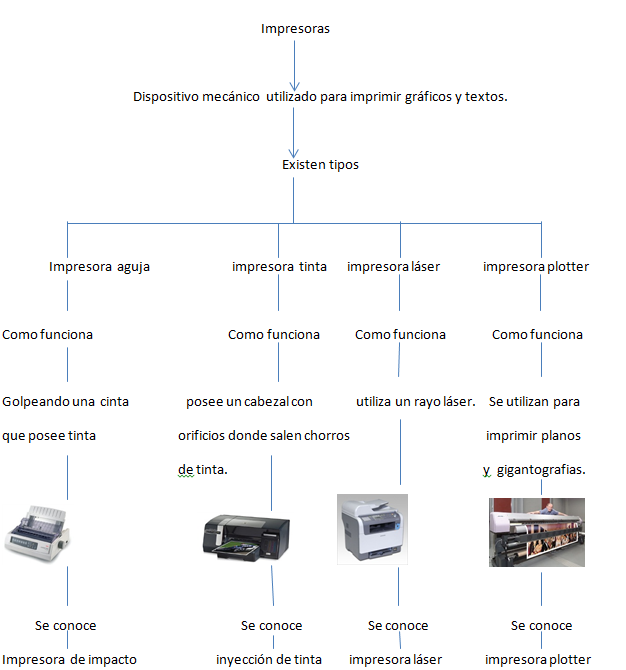 Impresoras
Dispositivo mecánico utilizado para imprimir gráficos y textos.
Existen tipos
Impresora aguja
impresora tinta
impresora láser
impresora plotter
Como funciona
Como funciona
Como funciona
Como funciona
Golpeando una cinta
que posee tinta
posee un cabezal con
orificios donde salen chorros
de tinta.
utiliza un rayo láser.
Se utilizan para
imprimir planos
y gigantografias.
Se conoce
Se conoce
Se conoce
Se conoce
Impresora de impacto
inyección de tinta
impresora láser
impresora plotter